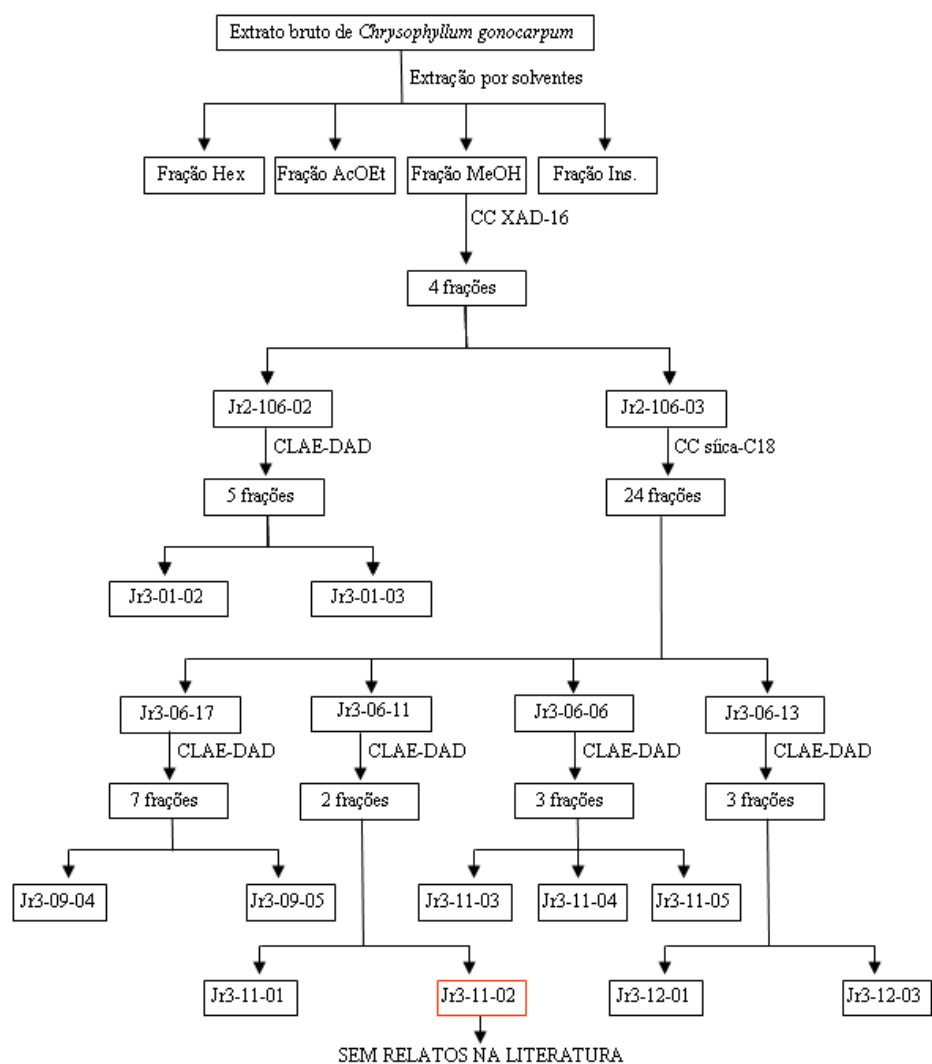 Extrato bruto de Chrysophyllum gonocarpum
Extração por solventes
Fração Hex
Fração AcOEt
Fração MeOH
Fração Ins.
CC XAD-16
4 frações
Jr2-106-02
Jr2-106-03
CLAE-DAD
CC síica-C18
5 frações
24 frações
Jr3-01-02
Jr3-01-03
Jr3-06-17
Jr3-06-11
Jr3-06-06
Jr3-06-13
CLAE-DAD
CLAE-DAD
CLAE-DAD
CLAE-DAD
7 frações
2 frações
3 frações
3 frações
Jr3-09-04
Jr3-09-05
Jr3-11-03
Jr3-11-04
Jr3-11-05
Jr3-11-01
Jr3-11-02
Jr3-12-01
Jr3-12-03
SEM RELATOS NA LITERATURA